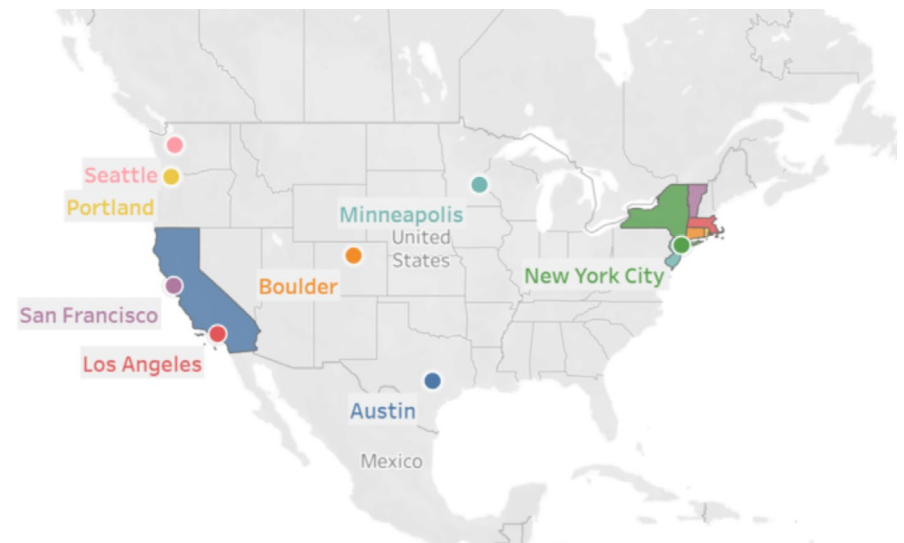 Seattle
Portland
Minneapolis
United
States
Boulder
New York City
San Francisco
Los Angeles
Austin
Mexico